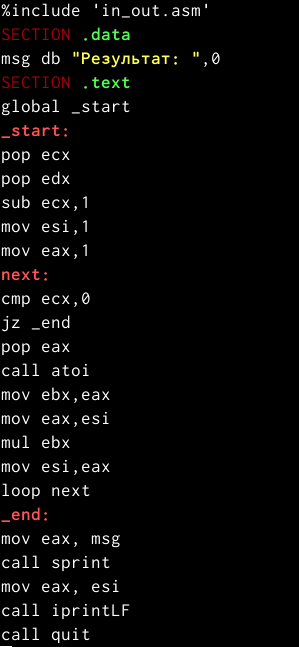 %include 'in_out.asm'
SECTION .data
msg db "Результат: ",0
SECTION .text
global _start
_start:
pop ecx
pop edx
sub ecx,1
mov esi,1
mov eax,1
next:
cmp ecx,0
jz _end
pop eax
call atoi
mov ebx,eax
mov eax,esi
mul ebx
mov esi,eax
loop next
_end:
mov eax, msg
call sprint
mov eax, esi
call iprintLF
call quit